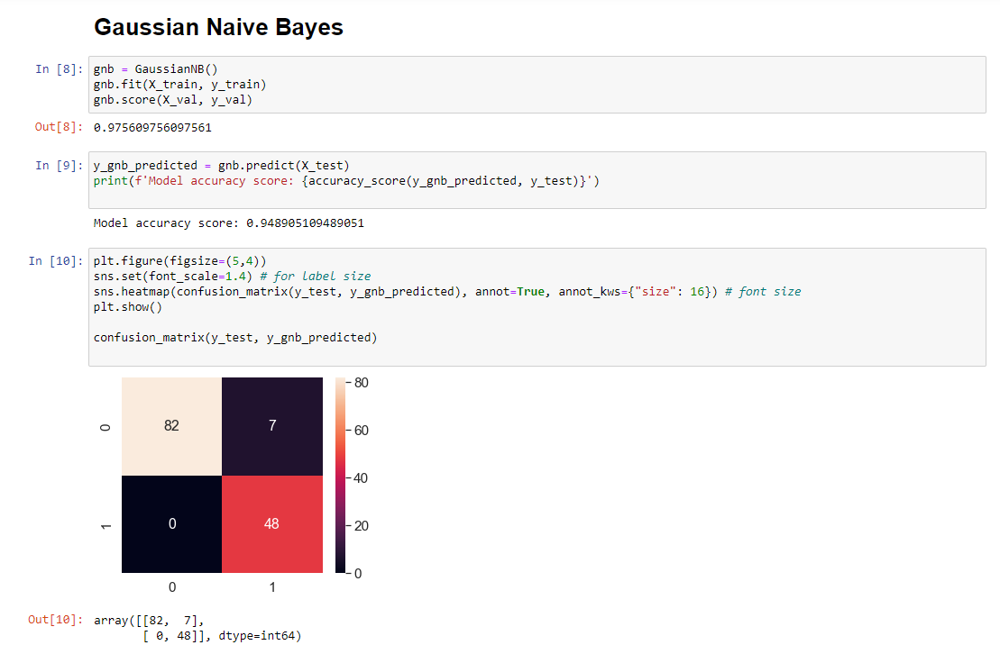 Gaussian Naive Bayes
In [8]: gnb = GaussianNB()
gnb.fit(X_train, y_train)
gnb.score(X_val, y_val)
Out[8]: 0.975609756097561
In [9]: y_gnb_predicted = gnb.predict(X_test)
print(f'Model accuracy score: {accuracy_score(y_gnb_predicted, y_test)}')
Model accuracy score: 0.948905109489051
In [10]: plt.figure(figsize=(5,4))
sns.set(font_scale=1.4) # for label size
sns.heatmap(confusion_matrix(y_test, y_gnb_predicted), annot=True, annot_kws={"size": 16}) # font size
plt.show()
confusion_matrix(y_test, y_gnb_predicted)
80
0 82 7
60
40
1 0 48
20
0
0 1
Out[10]: array([[82, 7],
[ 0, 48]], dtype=int64)